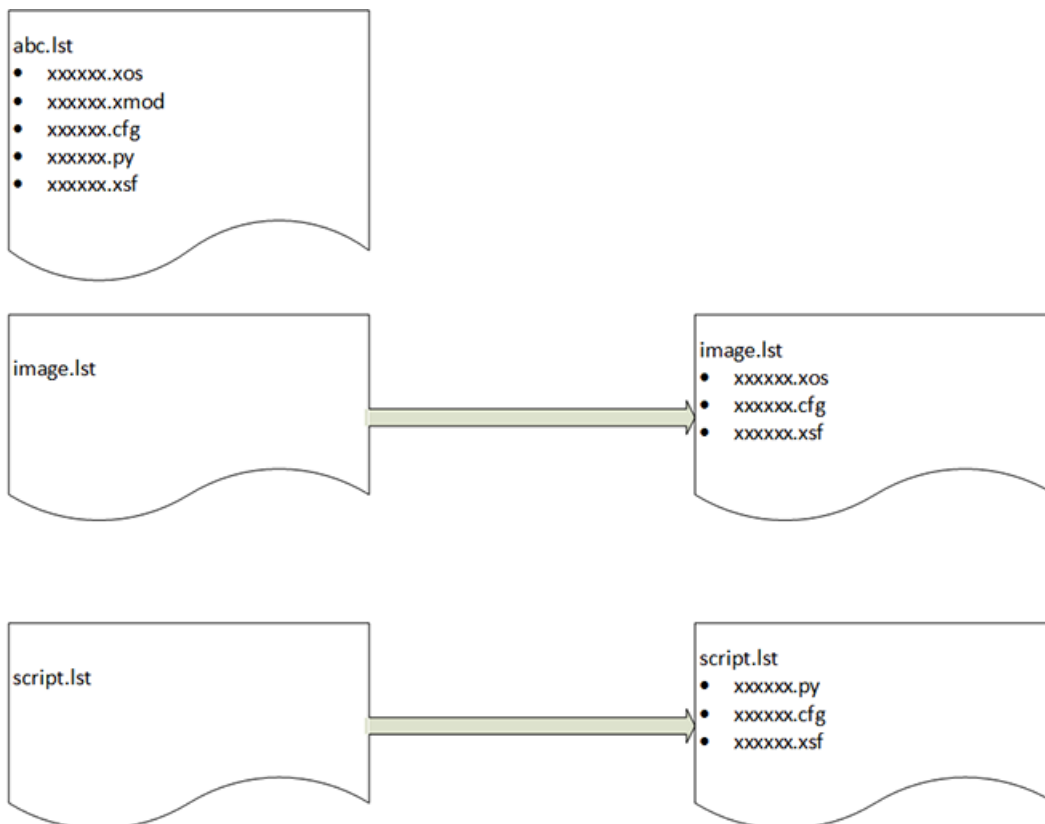 abc.lst
• xxxxxx.xos
• xxxxxx.xmod
• xxxxxx.cfg
• xxxxxx.py
• xxxxxx.xsf
image.lst
image.lst
• xxxxxx.xos
• xxxxxx.cfg
• xxxxxx.xsf
script.lst
script.lst
• xxxxxx.py
• xxxxxx.cfg
• xxxxxx.xsf